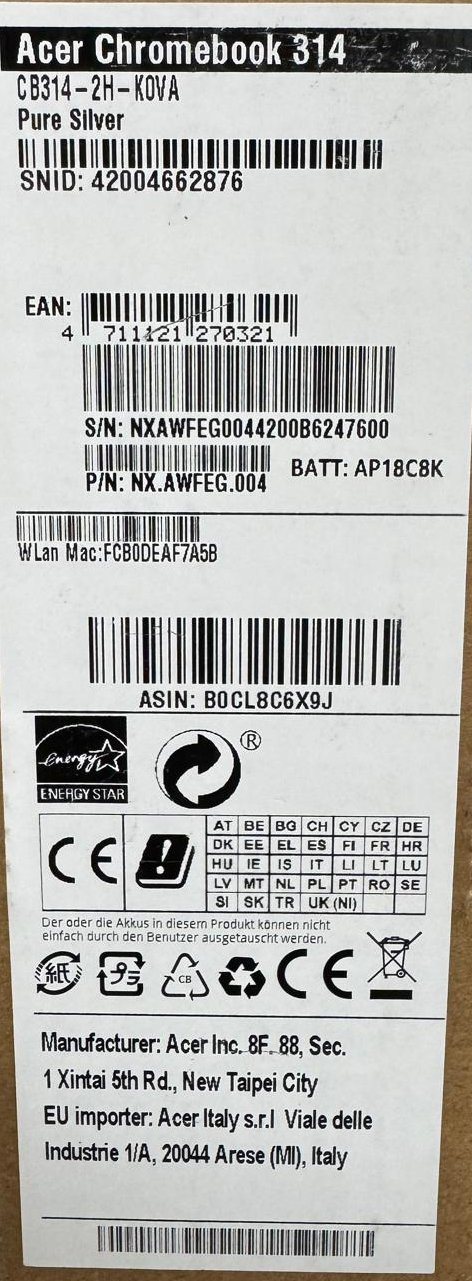 Acer Chromebook 314
CB314-2H-K0VA
Pure Silver
SNID: 42004662876
EAN:
4 711121 270321
S/N: NXAWFEG0044200B6247600
BATT: AP18C8K
P/N: NX.AWFEG.004
WLan Mac:FCB0DEAF7A5B
ASIN: B0CL8C6X9J
energy
ENERGY STAR
®
CE
AT BE BG CH CY CZ DE
DK EE EL ES FI FR HR
HU IE IS IT LI LT LU
LV MT NL PL PT RO SE
SI SK TR UK (NI)
Der oder die Akkus in diesem Produkt können nicht
einfach durch den Benutzer ausgetauscht werden.
紙 プラ CB CE
Manufacturer: Acer Inc. 8F. 88, Sec.
1 Xintai 5th Rd., New Taipei City
EU importer: Acer Italy s.r.l Viale delle
Industrie 1/A, 20044 Arese (MI), Italy